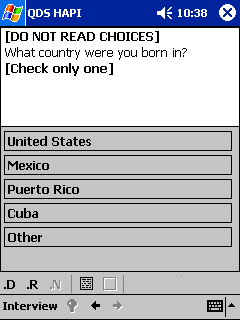 QDS HAPI 10:38
[DO NOT READ CHOICES]
What country were you born in?
[Check only one]
United States
Mexico
Puerto Rico
Cuba
Other
.D .R .N
Interview